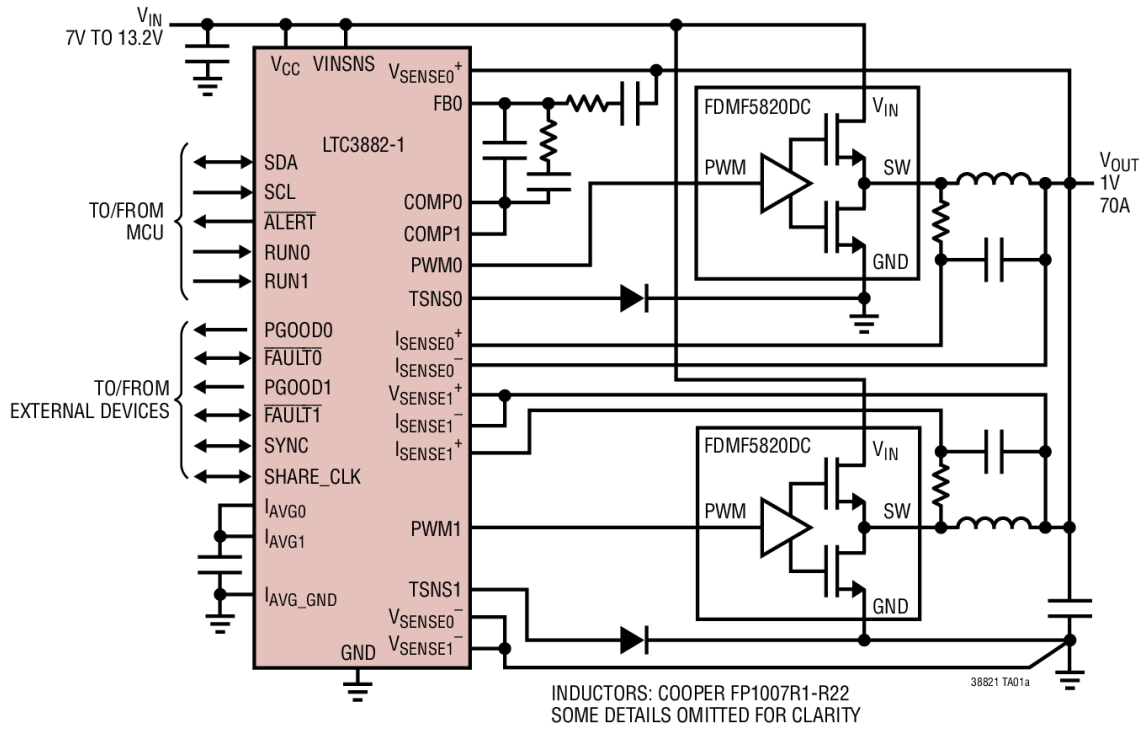 VIN
7V TO 13.2V
VCC
VINSNS
LTC3882-1
TO/FROM
MCU
SDA
SCL
ALERT
RUN0
RUN1
TO/FROM
EXTERNAL DEVICES
PGOOD0
FAULT0
PGOOD1
FAULT1
SYNC
SHARE_CLK
IAVG0
IAVG1
IAVG_GND
GND
VSENSE0+
FB0
COMP0
COMP1
PWM0
TSNS0
ISENSE0+
ISENSE0–
VSENSE1+
ISENSE1–
ISENSE1+
PWM1
TSNS1
VSENSE0–
VSENSE1–
FDMF5820DC
VIN
PWM
SW
GND
VOUT
1V
70A
FDMF5820DC
VIN
PWM
SW
GND
38821 TA01a
INDUCTORS: COOPER FP1007R1-R22
SOME DETAILS OMITTED FOR CLARITY